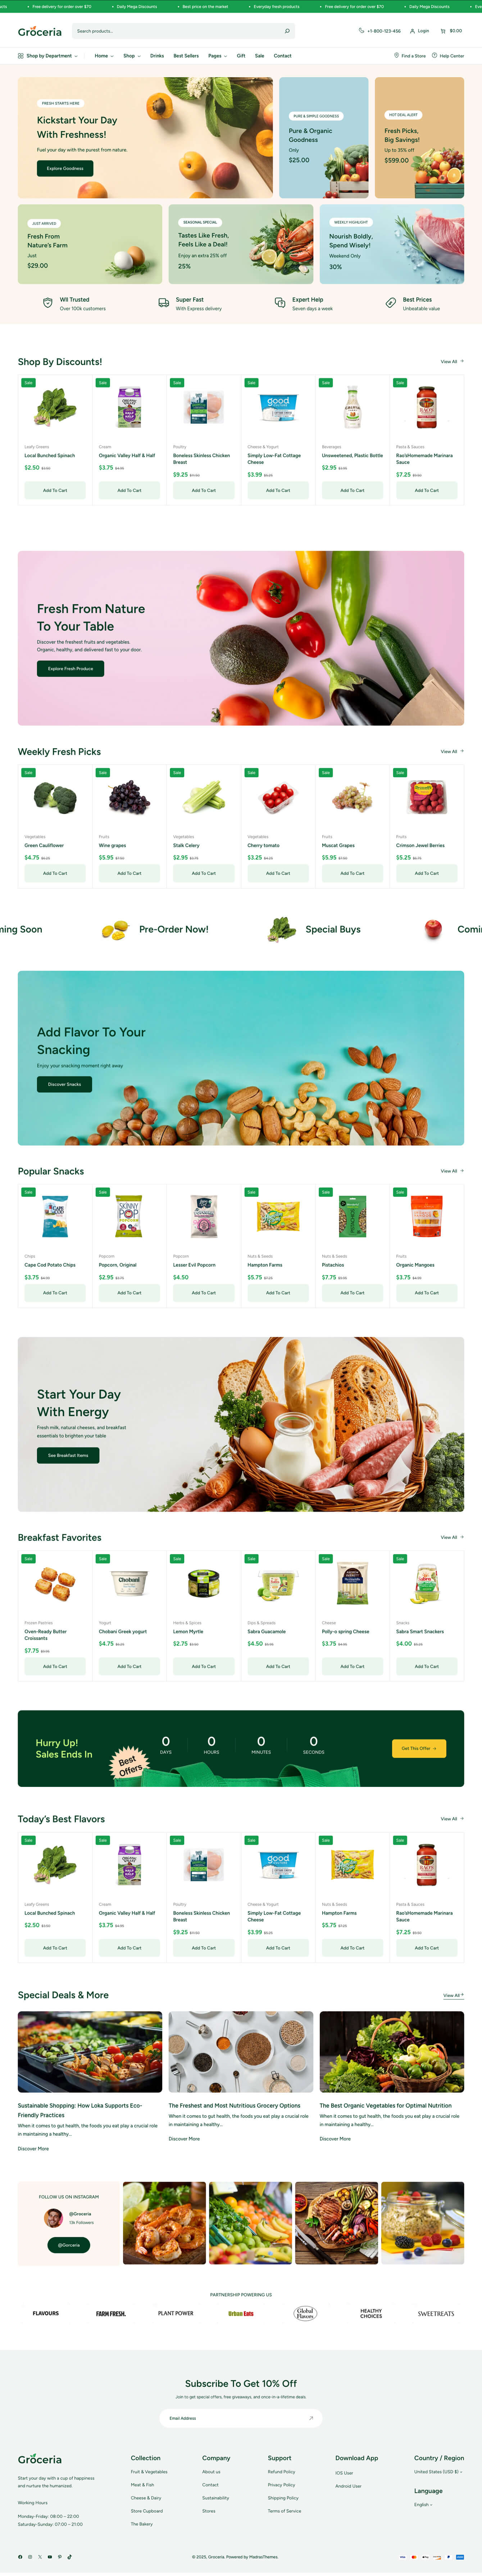 Free delivery for order over $70
Daily Mega Discounts
Best price on the market
Everyday fresh products
Free delivery for order over $70
Daily Mega Discounts
Groceria
Search products...
+1-800-123-456
Login
$0.00
Shop by Department
Home
Shop
Drinks
Best Sellers
Pages
Gift
Sale
Contact
Find a Store
Help Center
FRESH STARTS HERE
Kickstart Your Day
With Freshness!
Fuel your day with the purest from nature.
Explore Goodness
PURE & SIMPLE GOODNESS
Pure & Organic
Goodness
Only
$25.00
HOT DEAL ALERT
Fresh Picks,
Big Savings!
Up to 35% off
$599.00
JUST ARRIVED
Fresh From
Nature's Farm
Just
$29.00
SEASONAL SPECIAL
Tastes Like Fresh,
Feels Like a Deal!
Enjoy an extra 25% off
25%
WEEKLY HIGHLIGHT
Nourish Boldly,
Spend Wisely!
Weekend Only
30%
Wll Trusted
Over 100k customers
Super Fast
With Express delivery
Expert Help
Seven days a week
Best Prices
Unbeatable value
Shop By Discounts!
View All
Sale
Leafy Greens
Local Bunched Spinach
$2.50
Add To Cart
Sale
Cream
Organic Valley Half & Half
$3.75
Add To Cart
Sale
Poultry
Boneless Skinless Chicken
Breast
$9.25
Add To Cart
Sale
good
Cheese & Yogurt
Simply Low-Fat Cottage
Cheese
$3.99
Add To Cart
Sale
Beverages
Unsweetened, Plastic Bottle
$2.95
Add To Cart
Sale
RAO'S
Pasta & Sauces
Rao'sHomemade Marinara
Sauce
$7.25
Add To Cart
Fresh From Nature
To Your Table
Discover the freshest fruits and vegetables.
Organic, healthy, and delivered fast to your door.
Explore Fresh Produce
Weekly Fresh Picks
View All
Sale
Vegetables
Green Cauliflower
$4.75
Add To Cart
Sale
Fruits
Wine grapes
$5.95
Add To Cart
Sale
Vegetables
Stalk Celery
$2.95
Add To Cart
Sale
Vegetables
Cherry tomato
$3.25
Add To Cart
Sale
Fruits
Muscat Grapes
$5.95
Add To Cart
Sale
Fruits
Crimson Jewel Berries
$5.25
Add To Cart
ning Soon
Pre-Order Now!
Special Buys
Comi
Add Flavor To Your
Snacking
Enjoy your snacking moment right away
Discover Snacks
Popular Snacks
View All
Sale
CAPE COD
Chips
Cape Cod Potato Chips
$3.75
Add To Cart
Sale
SKINNY
POP
Popcorn
Popcorn, Original
$2.95
Add To Cart
Sale
Popcorn
Lesser Evil Popcorn
$4.50
Add To Cart
Sale
Nuts & Seeds
Hampton Farms
$5.75
Add To Cart
Sale
Nuts & Seeds
Pistachios
$7.75
Add To Cart
Sale
Fruits
Organic Mangoes
$3.75
Add To Cart
Start Your Day
With Energy
Fresh milk, natural cheeses, and breakfast
essentials to brighten your table
See Breakfast Items
Breakfast Favorites
View All
Sale
Frozen Pastries
Oven-Ready Butter
Croissants
$7.75
Add To Cart
Sale
Chobani
Yogurt
Chobani Greek yogurt
$4.75
Add To Cart
Sale
Herbs & Spices
Lemon Myrtle
$2.75
Add To Cart
Sale
Dips & Spreads
Sabra Guacamole
$4.50
Add To Cart
Sale
Cheese
Polly-o spring Cheese
$3.75
Add To Cart
Sale
Snacks
Sabra Smart Snackers
$4.00
Add To Cart
Hurry Up!
Sales Ends In
0
DAYS
0
HOURS
0
MINUTES
0
SECONDS
Best
Offers
Get This Offer
Today's Best Flavors
View All
Sale
Leafy Greens
Local Bunched Spinach
$2.50
Add To Cart
Sale
Cream
Organic Valley Half & Half
$3.75
Add To Cart
Sale
Poultry
Boneless Skinless Chicken
Breast
$9.25
Add To Cart
Sale
good
Cheese & Yogurt
Simply Low-Fat Cottage
Cheese
$3.99
Add To Cart
Sale
Nuts & Seeds
Hampton Farms
$5.75
Add To Cart
Sale
RAO'S
Pasta & Sauces
Rao'sHomemade Marinara
Sauce
$7.25
Add To Cart
Special Deals & More
View All
Sustainable Shopping: How Loka Supports Eco-
Friendly Practices
When it comes to gut health, the foods you eat play a crucial role
in maintaining a healthy...
Discover More
The Freshest and Most Nutritious Grocery Options
When it comes to gut health, the foods you eat play a crucial role
in maintaining a healthy...
Discover More
The Best Organic Vegetables for Optimal Nutrition
When it comes to gut health, the foods you eat play a crucial role
in maintaining a healthy...
Discover More
FOLLOW US ON INSTAGRAM
@Groceria
13k Followers
@Gorceria
PARTNERSHIP POWERING US
FLAVOURS
FARM FRESH.
PLANT POWER
Urban Eats
Global
Flavors
HEALTHY
CHOICES
SWEETREATS
Subscribe To Get 10% Off
Join to get special offers, free giveaways, and once-in-a-lifetime deals.
Email Address
Groceria
Start your day with a cup of happiness
and nurture the humanized.
Working Hours:
Monday-Friday: 08:00 – 22:00
Saturday-Sunday: 07:00 – 21:00
Collection
Fruit & Vegetables
Meat & Fish
Cheese & Dairy
Store Cupboard
The Bakery
Company
About us
Contact
Sustainability
Stores
Support
Refund Policy
Privacy Policy
Shipping Policy
Terms of Service
Download App
IOS User
Android User
Country / Region
United States (USD $)
Language
English
© 2025, Groceria. Powered by MadrasThemes.